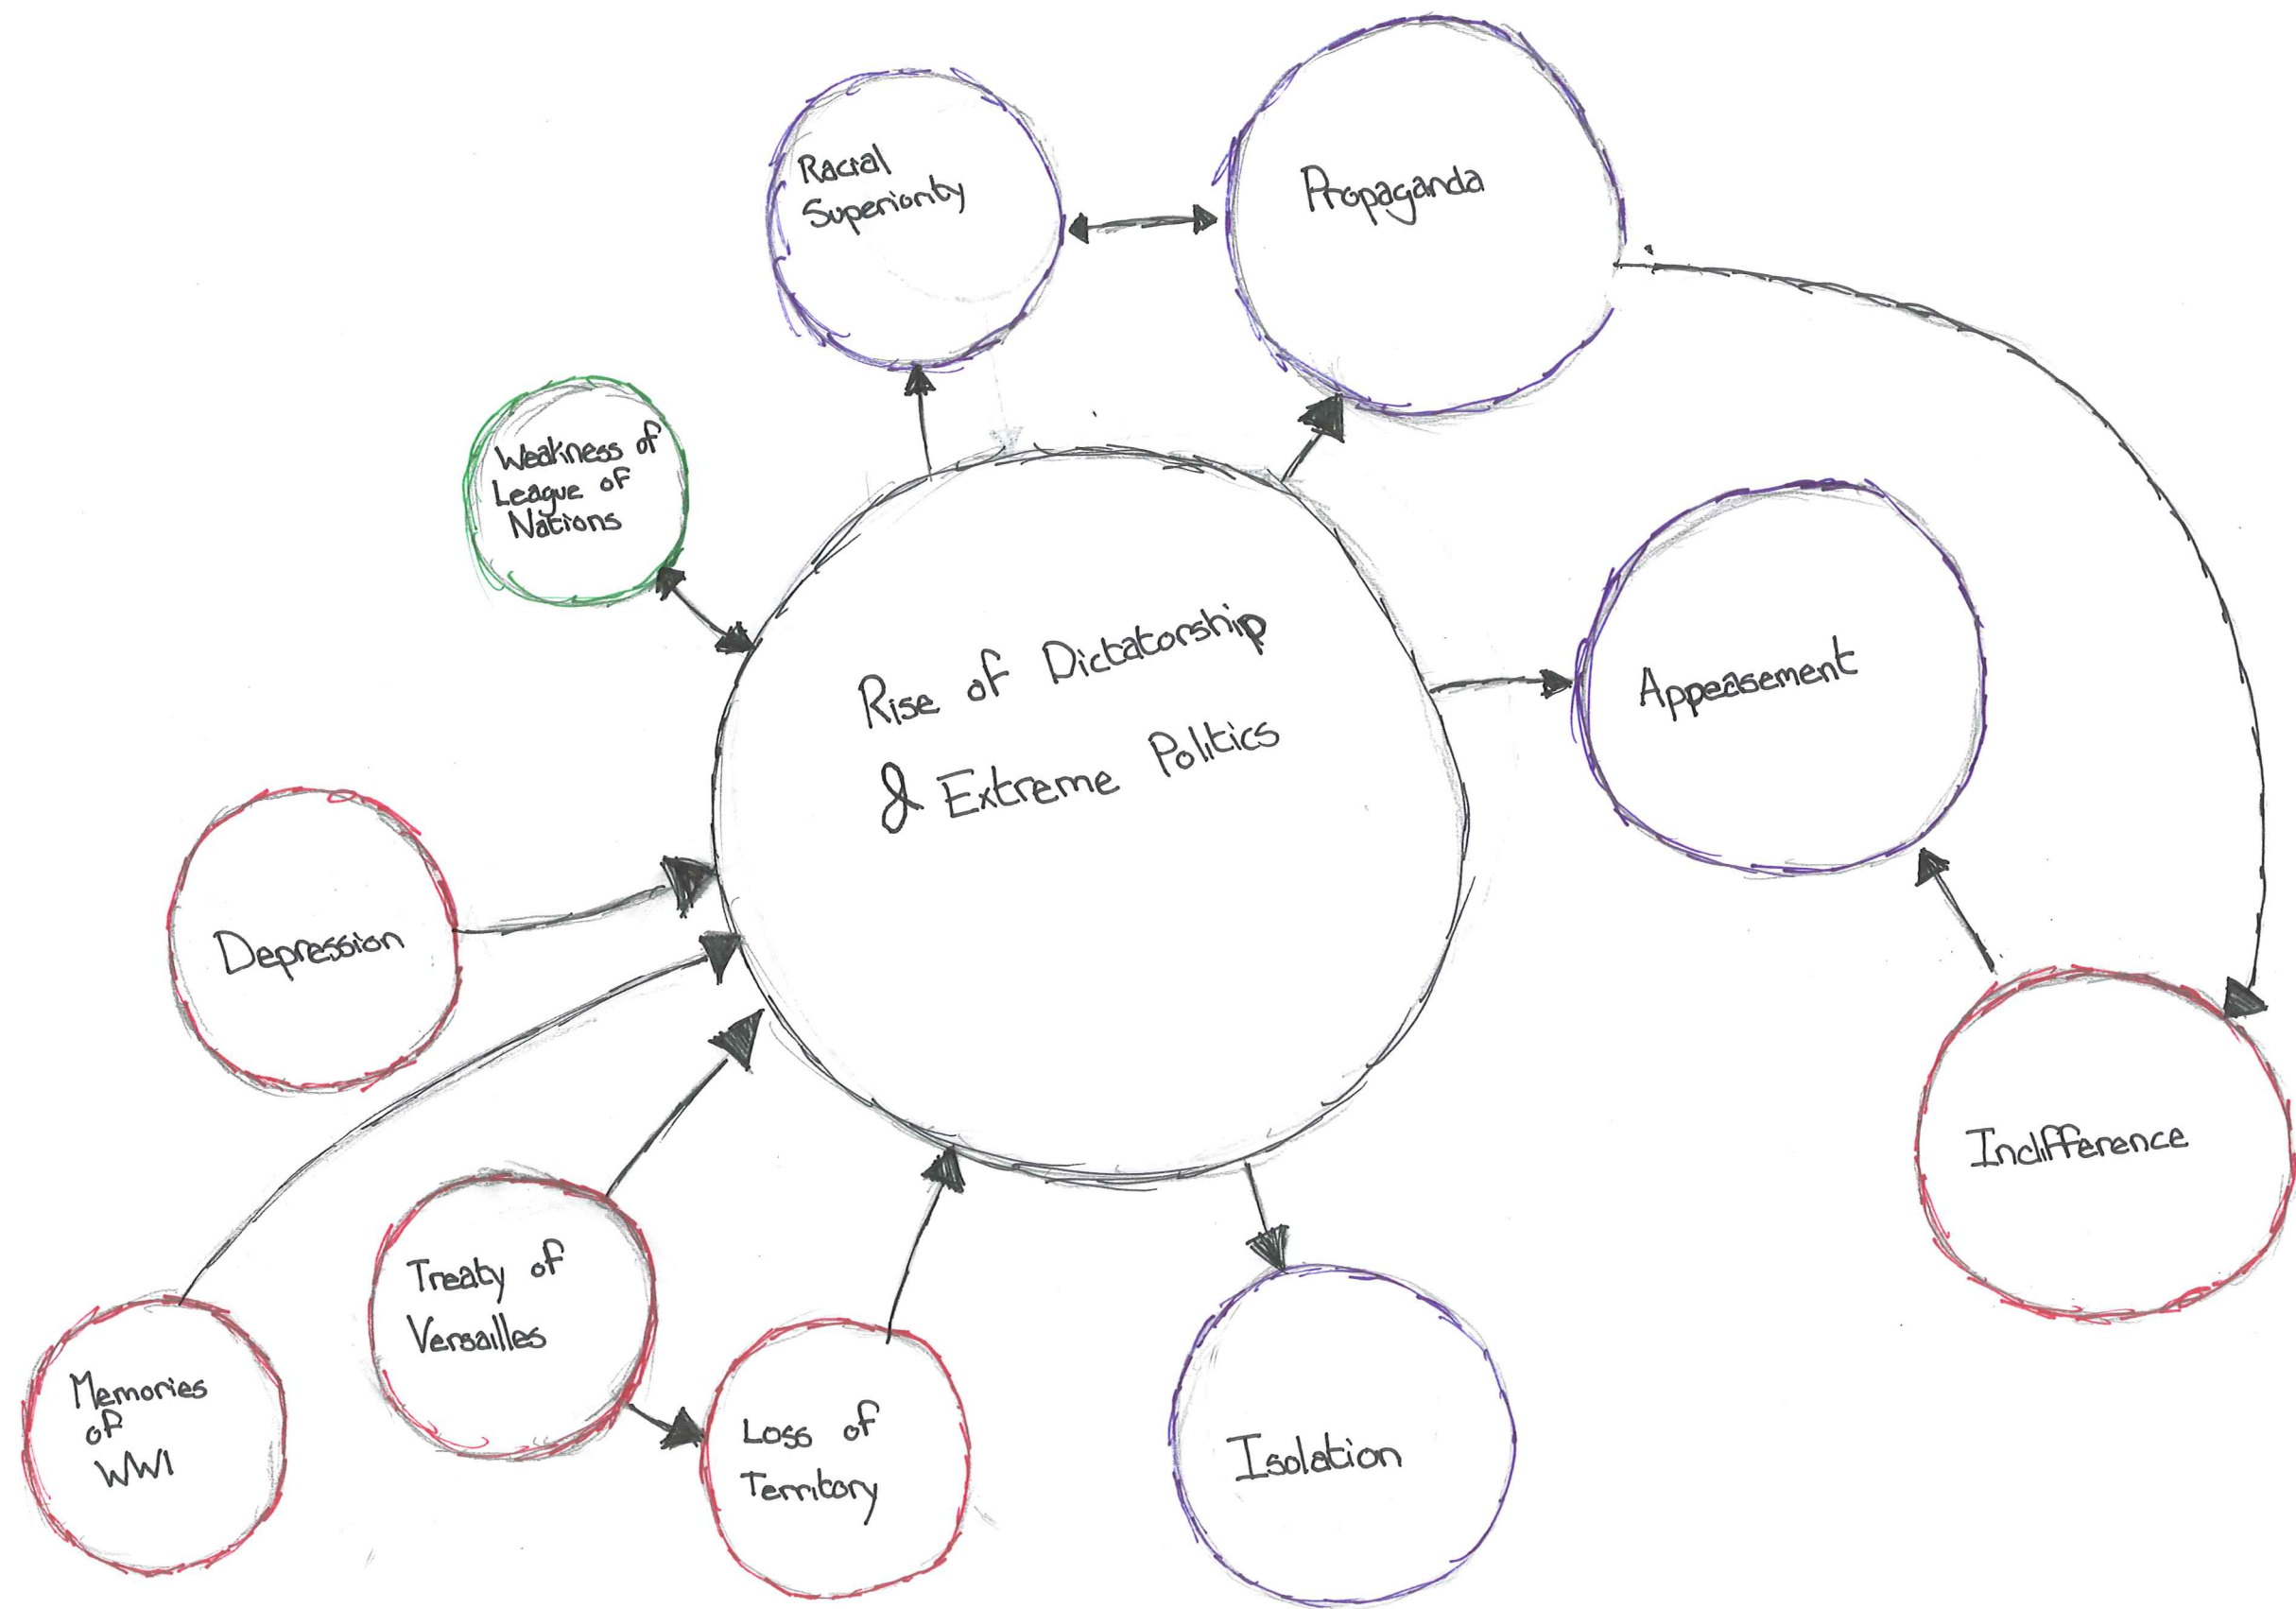 Racial
Superiority
Propaganda
Weakness of
League of
Nations
Rise of Dictatorship
& Extreme Politics
Appeasement
Depression
Indifference
Treaty of
Versailles
Memories
of
WW1
Loss of
Territory
Isolation